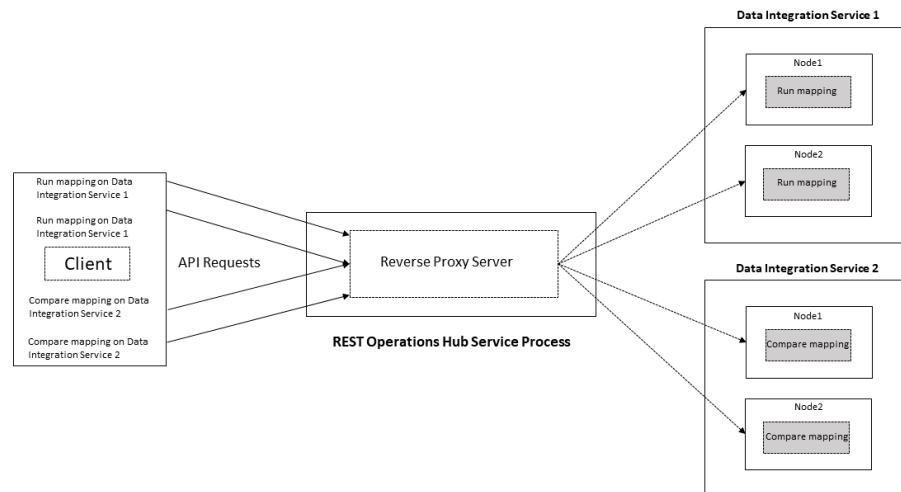 Data Integration Service 1
Node1
Run mapping
Node2
Run mapping
Run mapping on Data
Integration Service 1
Run mapping on Data
Integration Service 1
Client
Compare mapping on Data
Integration Service 2
Compare mapping on Data
Integration Service 2
API Requests
Reverse Proxy Server
REST Operations Hub Service Process
Data Integration Service 2
Node1
Compare mapping
Node2
Compare mapping